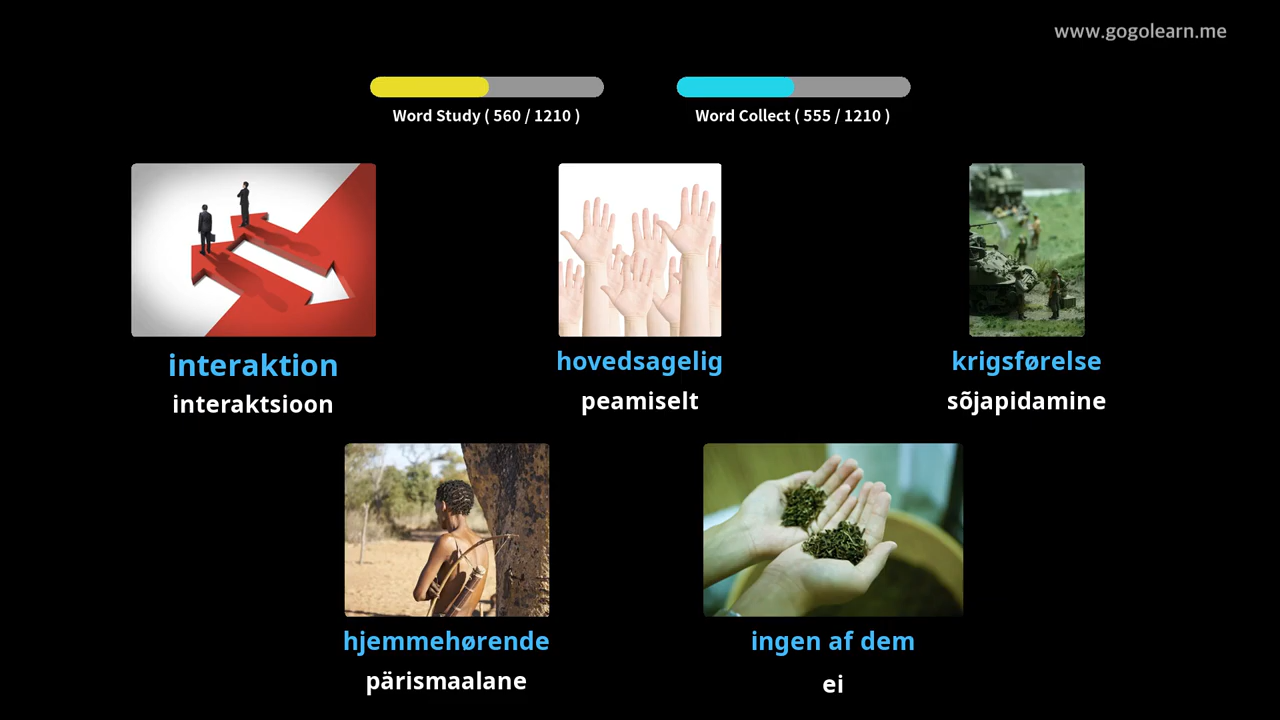 www.gogolearn.me
Word Study ( 560 / 1210 )
Word Collect ( 555 / 1210 )
interaktion
interaktsioon
hovedsagelig
peamiselt
krigsførelse
sõjapidamine
hjemmehørende
pärismaalane
ingen af dem
ei